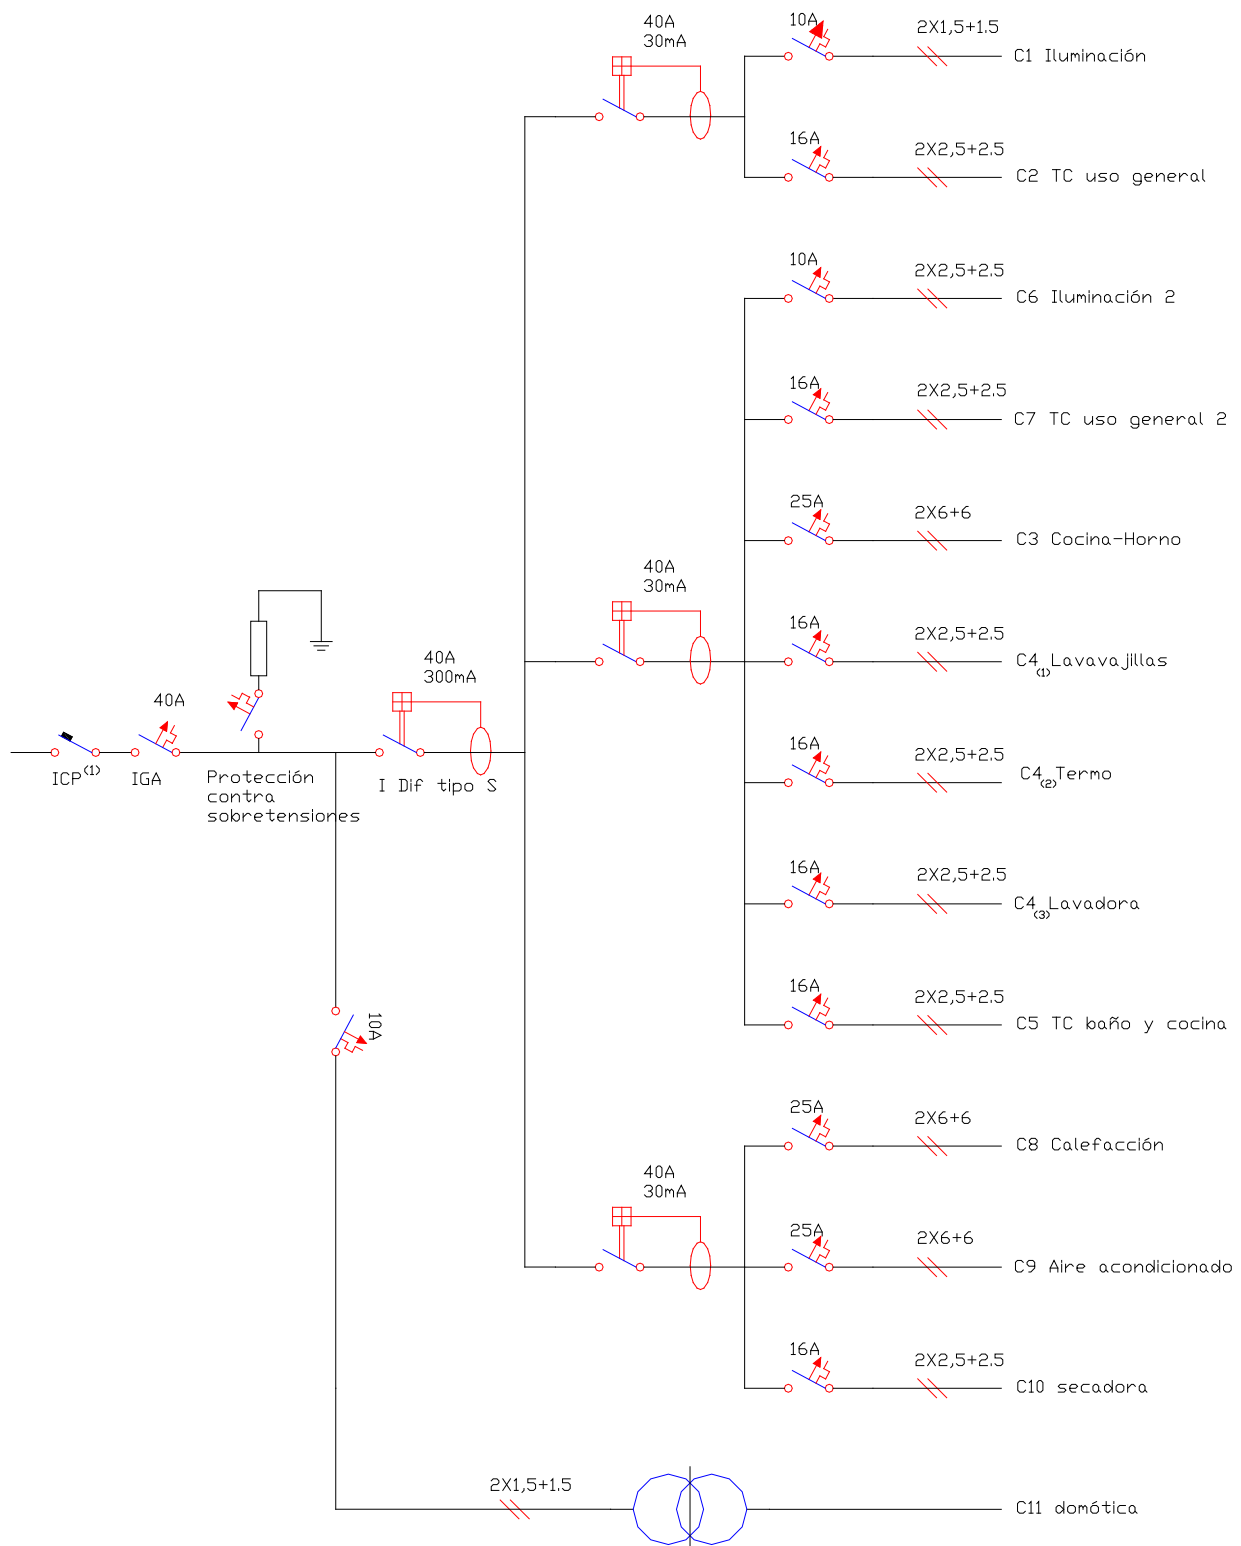 40A
30mA
10A
2X1,5+1.5
C1 Iluminación
16A
2X2,5+2.5
C2 TC uso general
10A
2X2,5+2.5
C6 Iluminación 2
16A
2X2,5+2.5
C7 TC uso general 2
25A
2X6+6
C3 Cocina-Horno
40A
30mA
16A
2X2,5+2.5
C4(1) Lavavajillas
40A
300mA
I Dif tipo S
40A
ICP(1)
IGA
Protección
contra
sobretensiones
16A
2X2,5+2.5
C4(2) Termo
16A
2X2,5+2.5
C4(3) Lavadora
16A
2X2,5+2.5
C5 TC baño y cocina
10A
25A
2X6+6
C8 Calefacción
40A
30mA
25A
2X6+6
C9 Aire acondicionado
16A
2X2,5+2.5
C10 secadora
2X1,5+1.5
C11 domótica